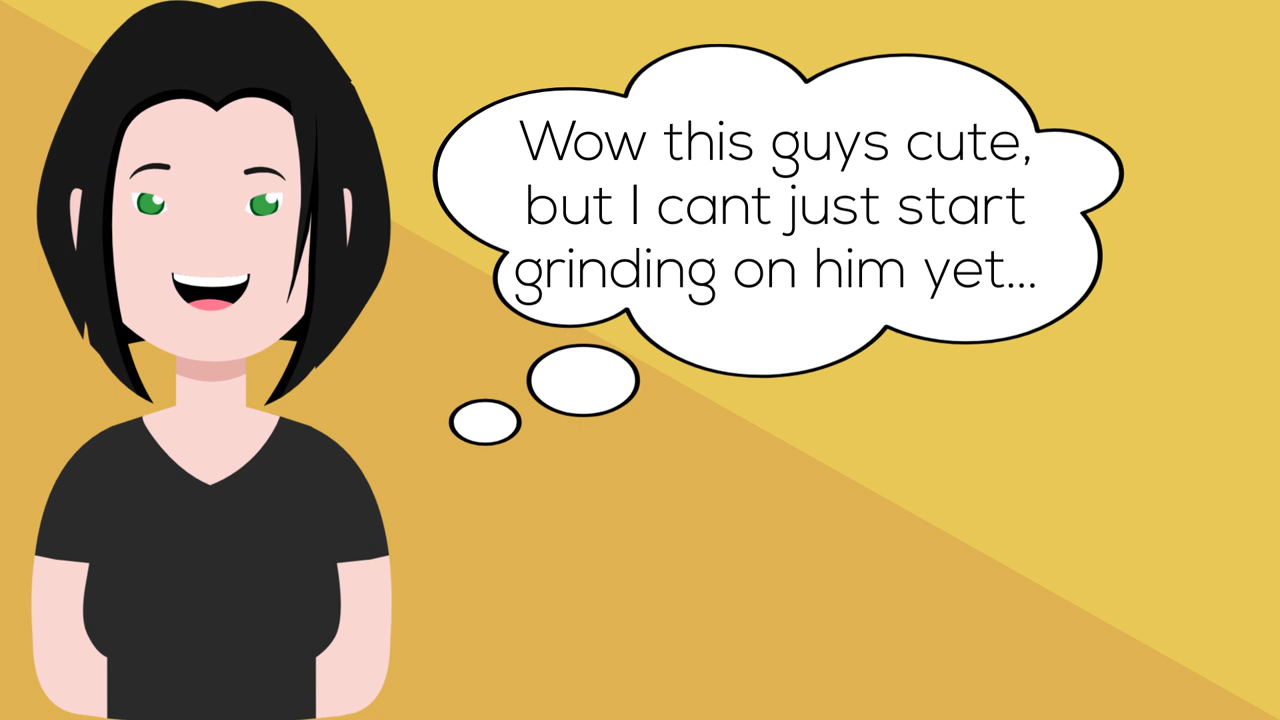 Wow this guys cute,
but I cant just start
grinding on him yet...